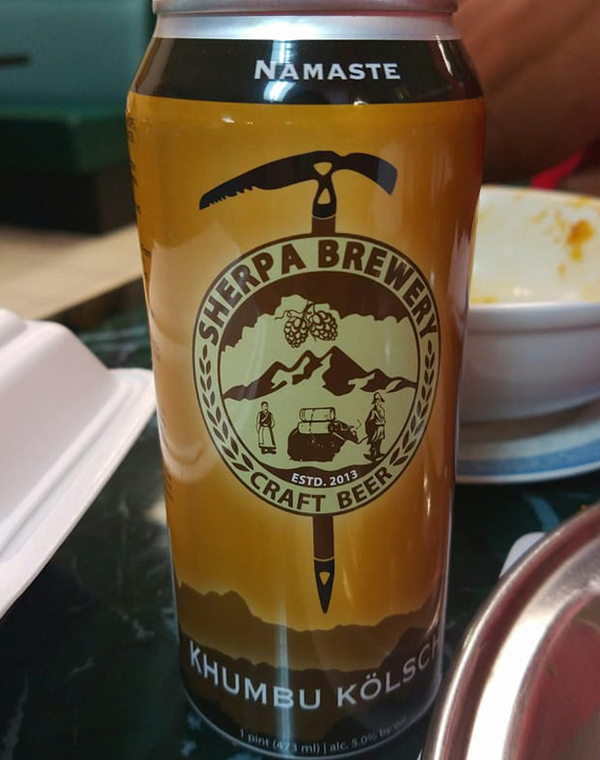 NAMASTE
SHERPA BREWERY
ESTD. 2013
CRAFT BEER
KHUMBU KÖLSCH
1 pint (473 ml) | alc. 5.0% by vol.